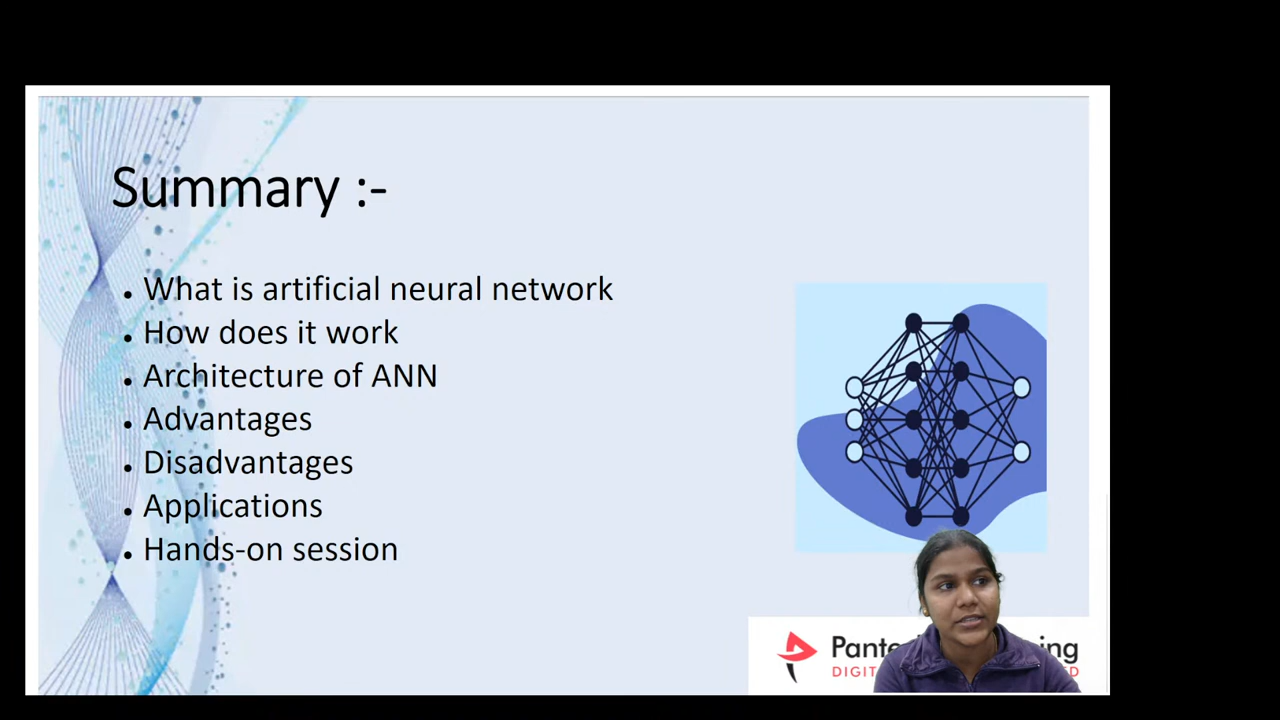 Summary :-
• What is artificial neural network
• How does it work
• Architecture of ANN
• Advantages
• Disadvantages
• Applications
• Hands-on session